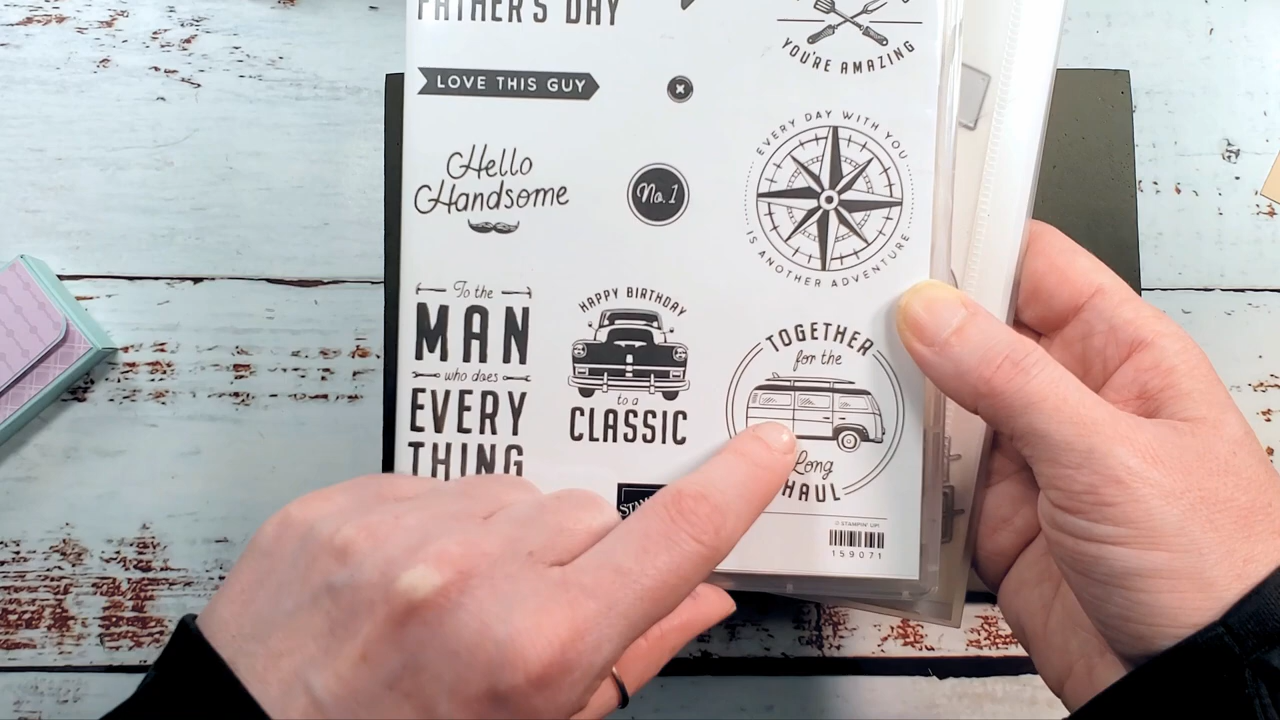 FATHER'S DAY
YOU'RE AMAZING
LOVE THIS GUY
Hello
Handsome
No. 1
EVERY DAY WITH YOU
IS ANOTHER ADVENTURE
To the
MAN
who does
EVERY
THING
HAPPY BIRTHDAY
to a
CLASSIC
TOGETHER
for the
Long
HAUL
STAM
© STAMPIN' UP!
159071